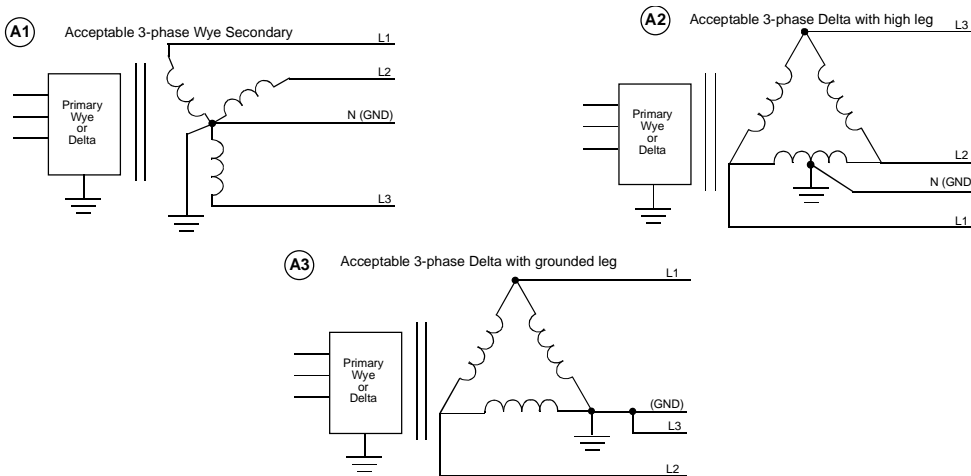 A1
Acceptable 3-phase Wye Secondary
L1
L2
Primary
Wye
or
Delta
N (GND)
L3
A2
Acceptable 3-phase Delta with high leg
L3
Primary
Wye
or
Delta
L2
N (GND
L1
A3
Acceptable 3-phase Delta with grounded leg
L1
Primary
Wye
or
Delta
(GND)
L3
L2